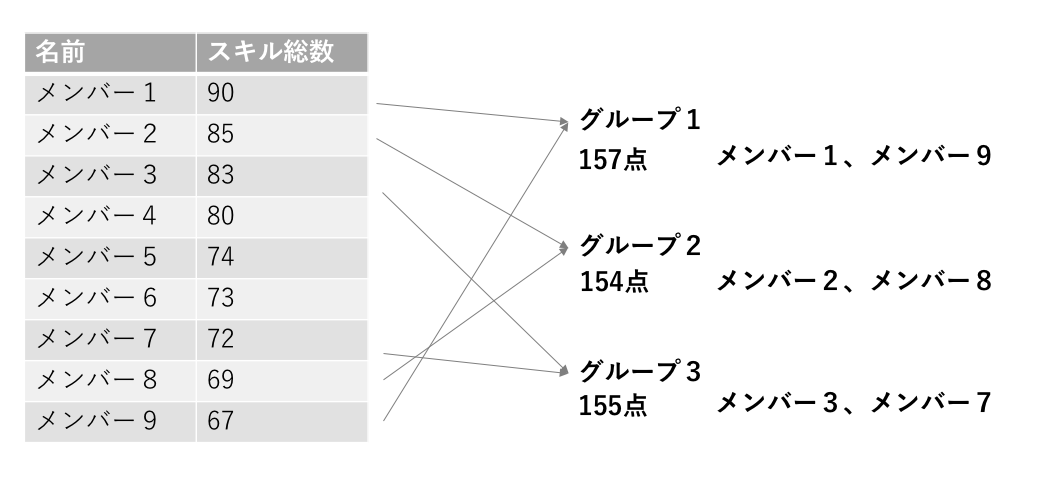 名前 スキル総数
メンバー 1 90
メンバー 2 85
メンバー 3 83
メンバー 4 80
メンバー 5 74
メンバー 6 73
メンバー 7 72
メンバー 8 69
メンバー 9 67
グループ 1
157点 メンバー 1 、メンバー 9
グループ 2
154点 メンバー 2 、メンバー 8
グループ 3
155点 メンバー 3 、メンバー 7